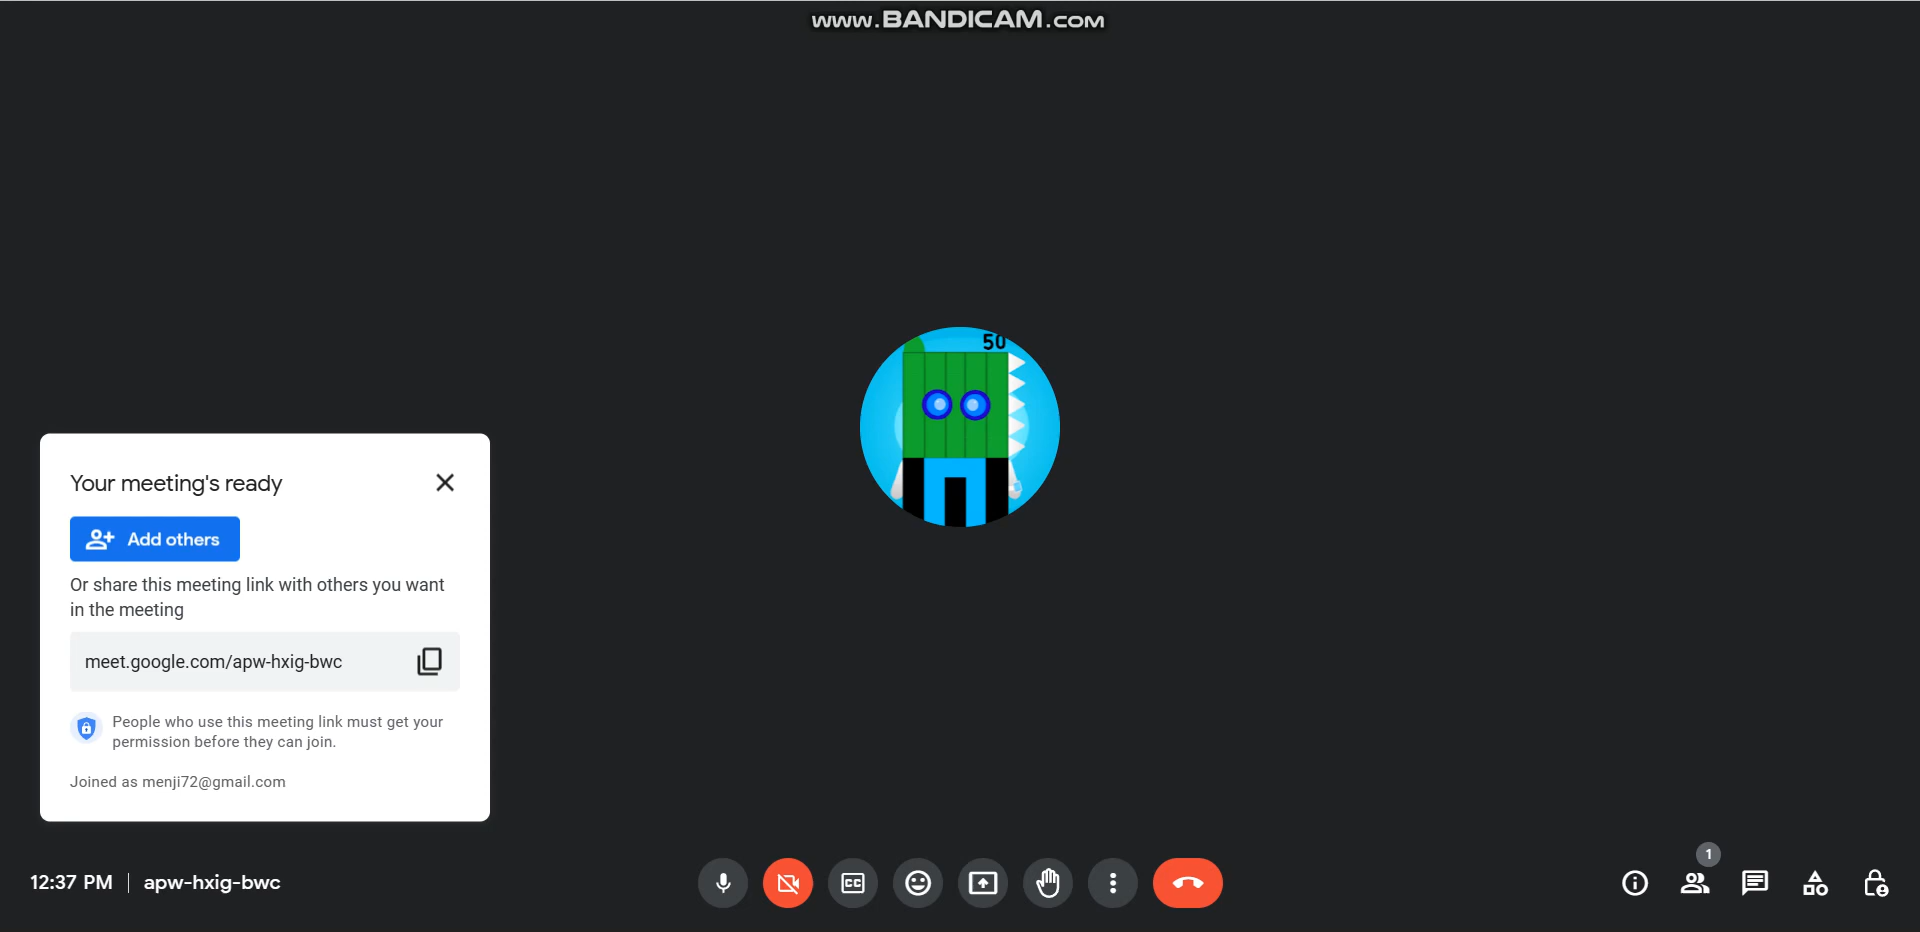 www.BANDICAM.COM
50
Your meeting's ready
Add others
Or share this meeting link with others you want
in the meeting
meet.google.com/apw-hxig-bwc
People who use this meeting link must get your
permission before they can join.
Joined as menji72@gmail.com
12:37 PM | apw-hxig-bwc
CC
1